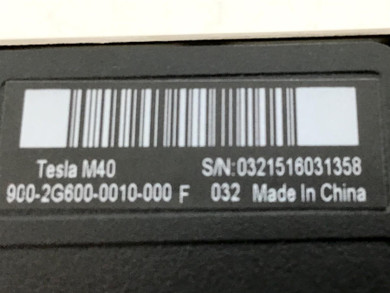 Tesla M40 S/N:0321516031358
900-2G600-0010-000 F 032 Made In China